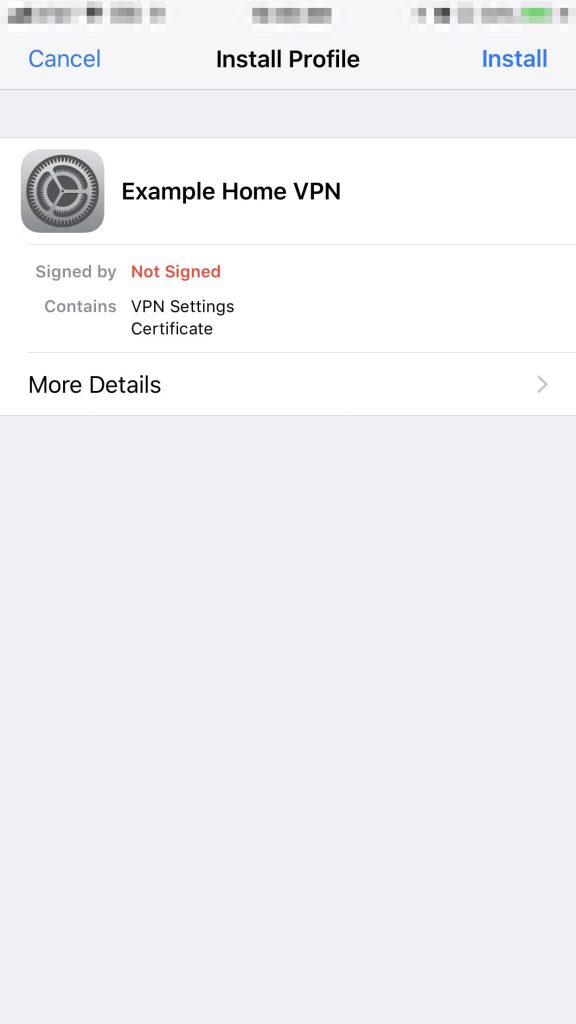 Cancel Install Profile Install
Example Home VPN
Signed by Not Signed
Contains VPN Settings
Certificate
More Details